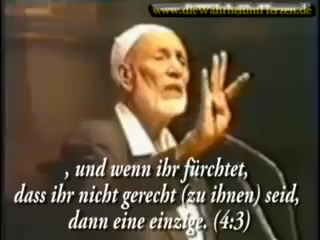 www.dieWahrheitimHerzen.de
, und wenn ihr fürchtet,
dass ihr nicht gerecht (zu ihnen) seid,
dann eine einzige. (4:3)